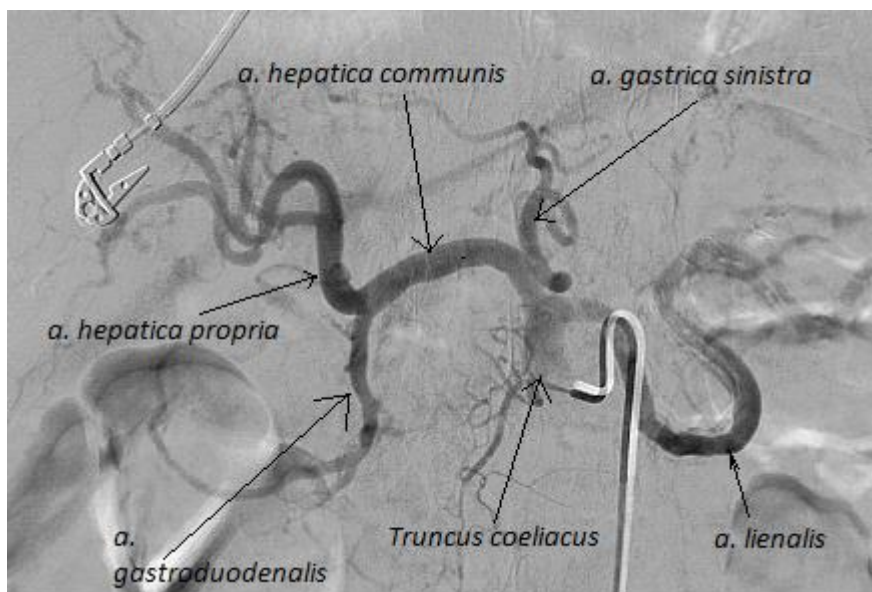 a. hepatica communis
a. gastrica sinistra
a. hepatica propria
a.
gastroduodenalis
Truncus coeliacus
a. lienalis